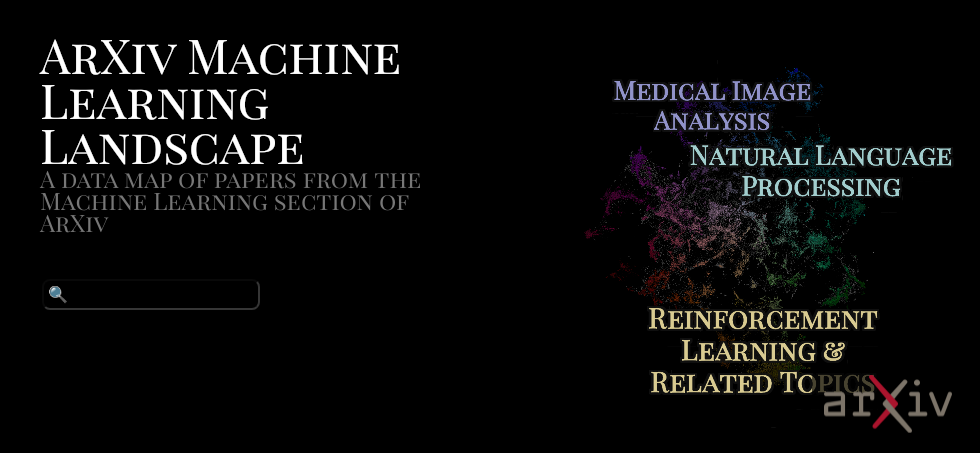 ArXiv Machine
Learning
Landscape
A data map of papers from the
Machine Learning section of
ArXiv
Medical Image
Analysis
Natural Language
Processing
Reinforcement
Learning &
Related Topics
arXiv